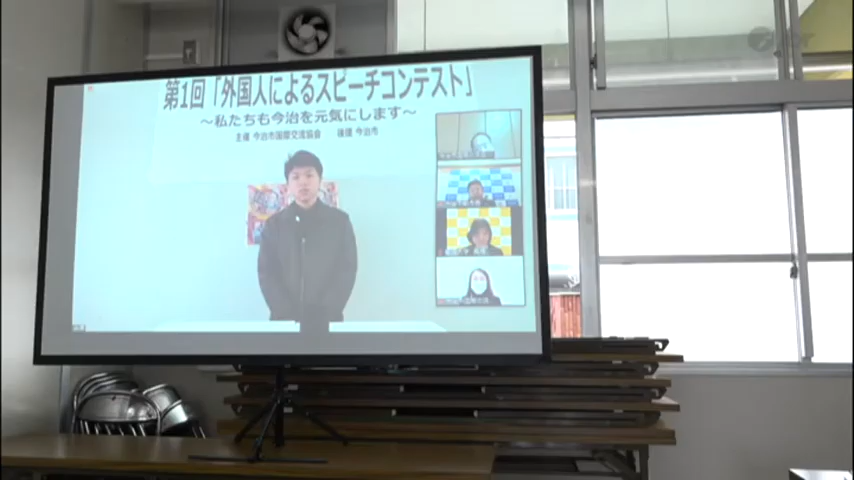 第1回「外国人によるスピーチコンテスト」
～私たちも今治を元気にします～
主催 今治市国際交流協会　後援 今治市